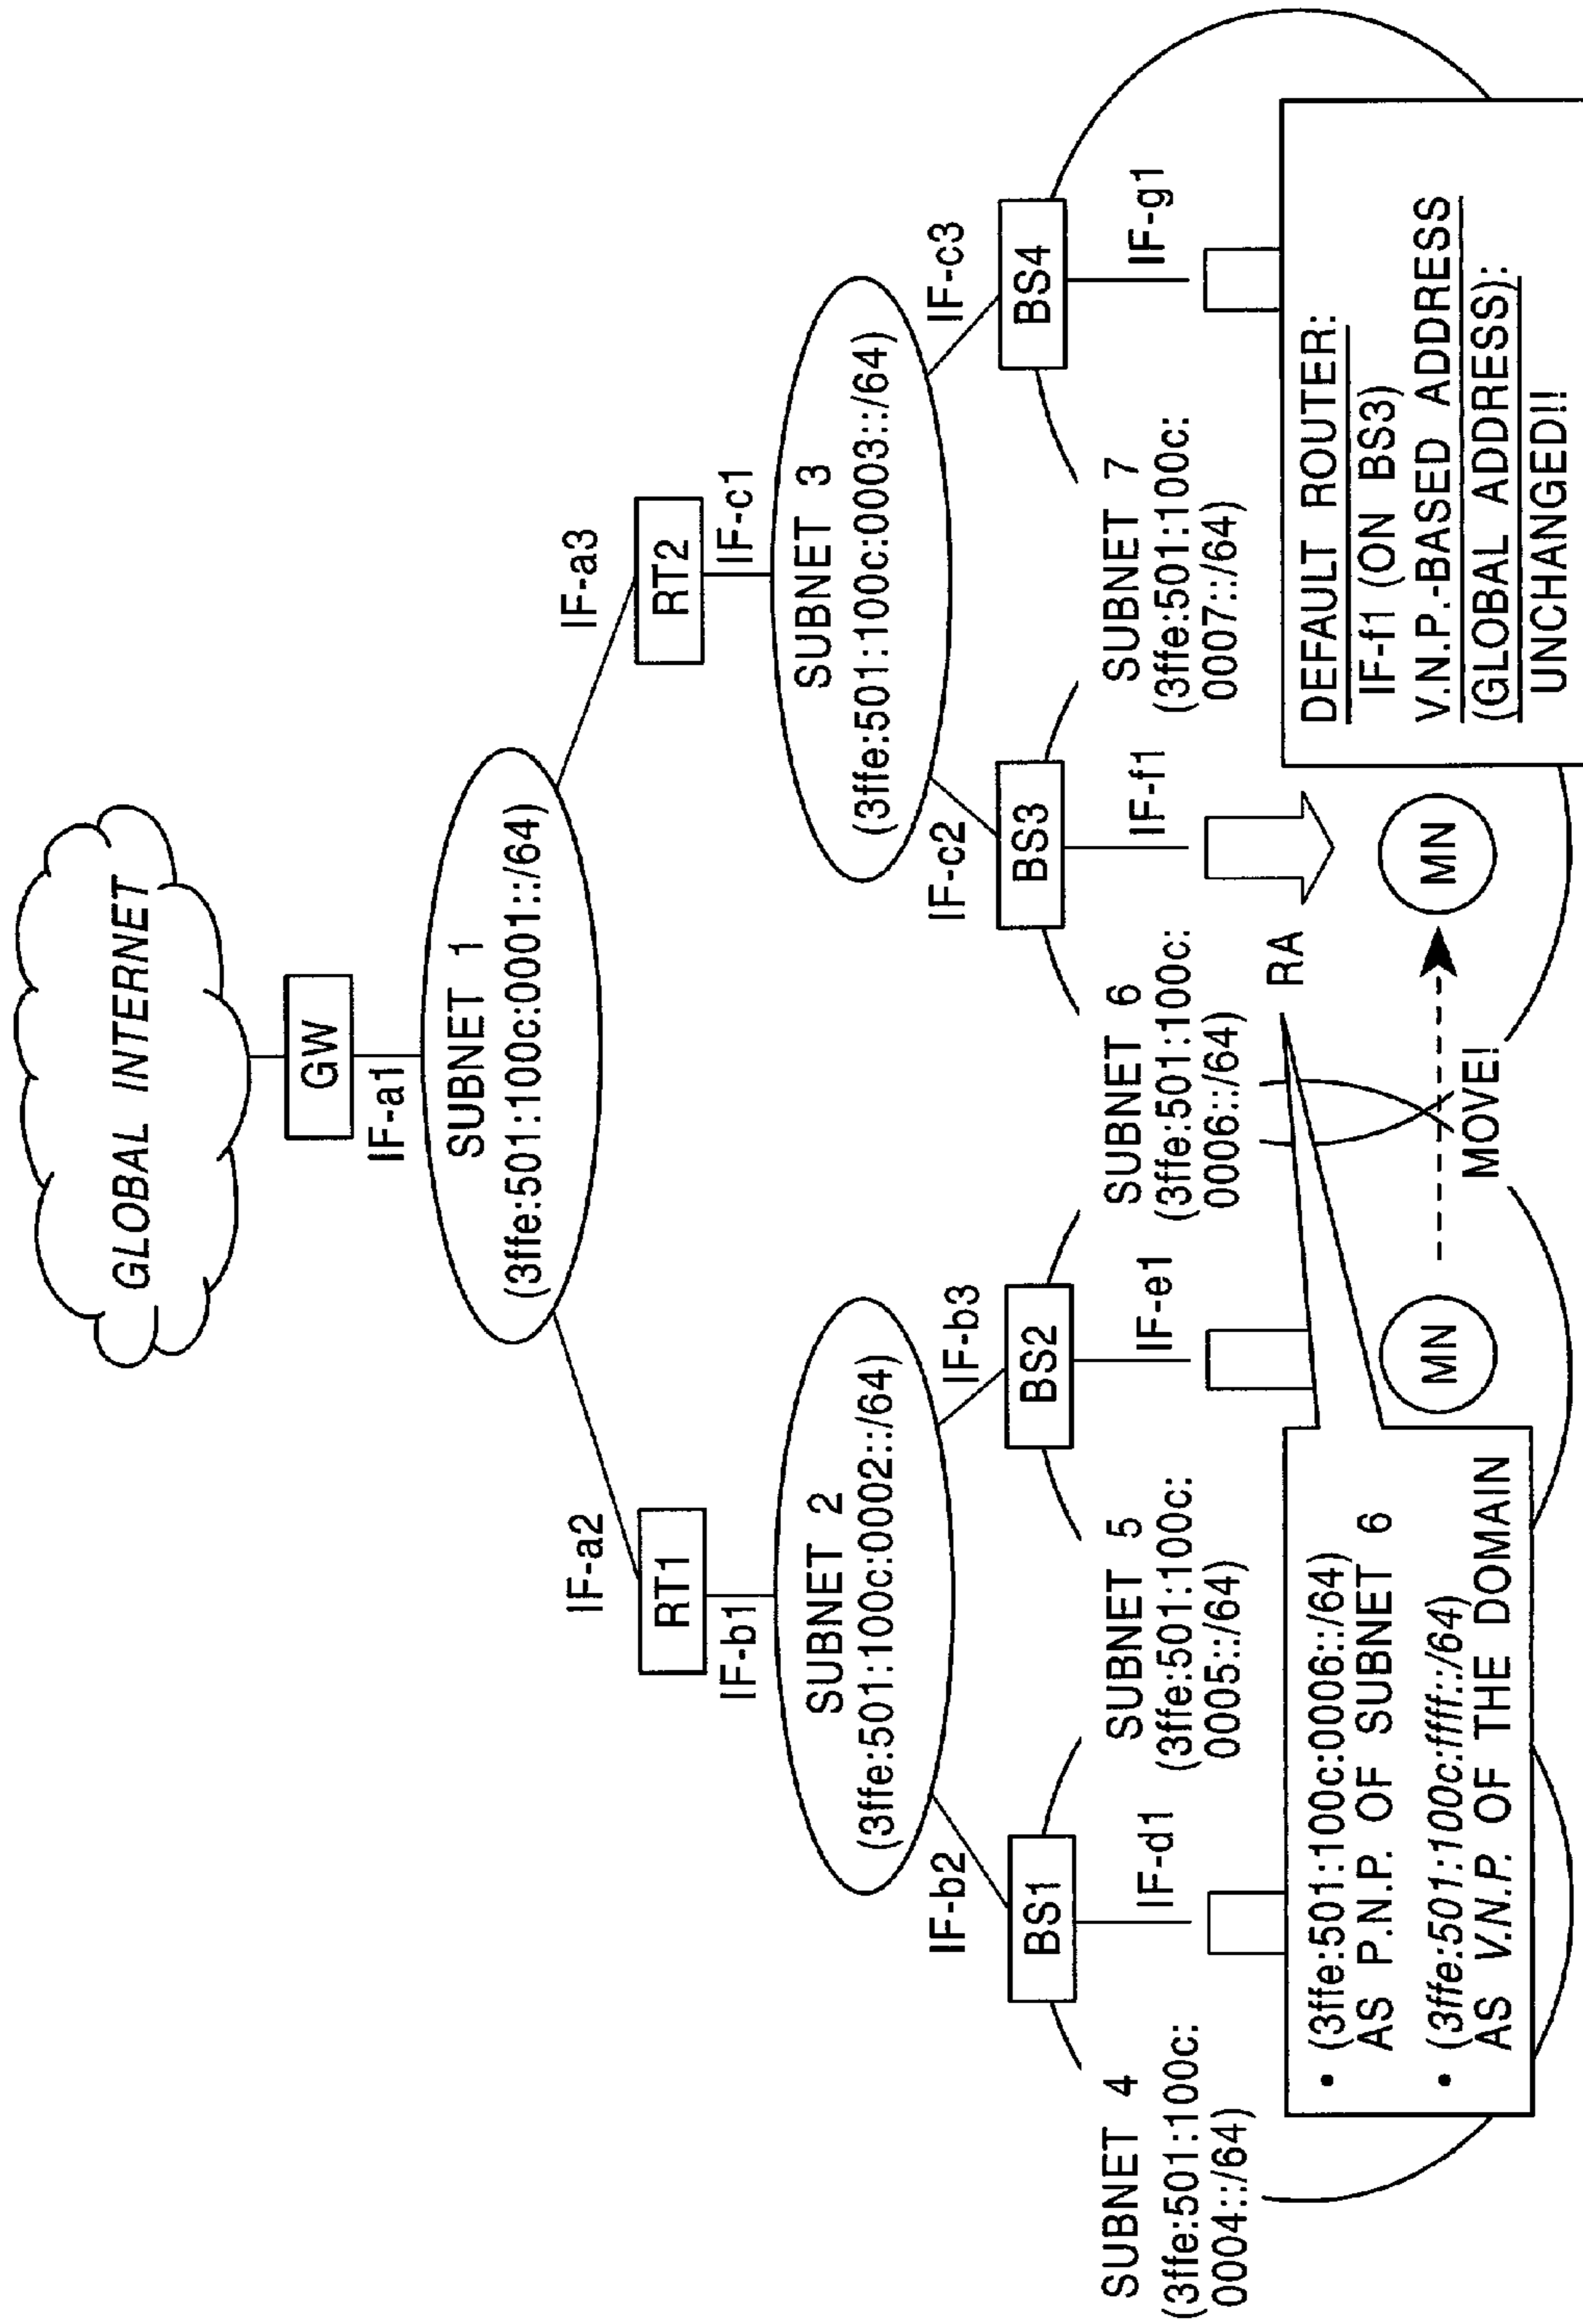 GLOBAL INTERNET
GW
IF-a1
SUBNET 1
(3ffe:501:100c:0001::/64)
IF-a2
IF-a3
RT1
RT2
IF-b1
IF-c1
SUBNET 2
(3ffe:501:100c:0002::/64)
SUBNET 3
(3ffe:501:100c:0003::/64)
IF-b2
IF-b3
IF-c2
IF-c3
BS1
BS2
BS3
BS4
IF-d1
IF-e1
IF-f1
IF-g1
SUBNET 4
(3ffe:501:100c:
0004::/64)
SUBNET 5
(3ffe:501:100c:
0005::/64)
SUBNET 6
(3ffe:501:100c:
0006::/64)
SUBNET 7
(3ffe:501:100c:
0007::/64)
RA
• (3ffe:501:100c:0006::/64)
AS P.N.P. OF SUBNET 6
• (3ffe:501:100c:ffff::/64)
AS V.N.P. OF THE DOMAIN
MN
MOVE!
MN
DEFAULT ROUTER:
IF-f1 (ON BS3)
V.N.P.-BASED ADDRESS
(GLOBAL ADDRESS):
UNCHANGED!!